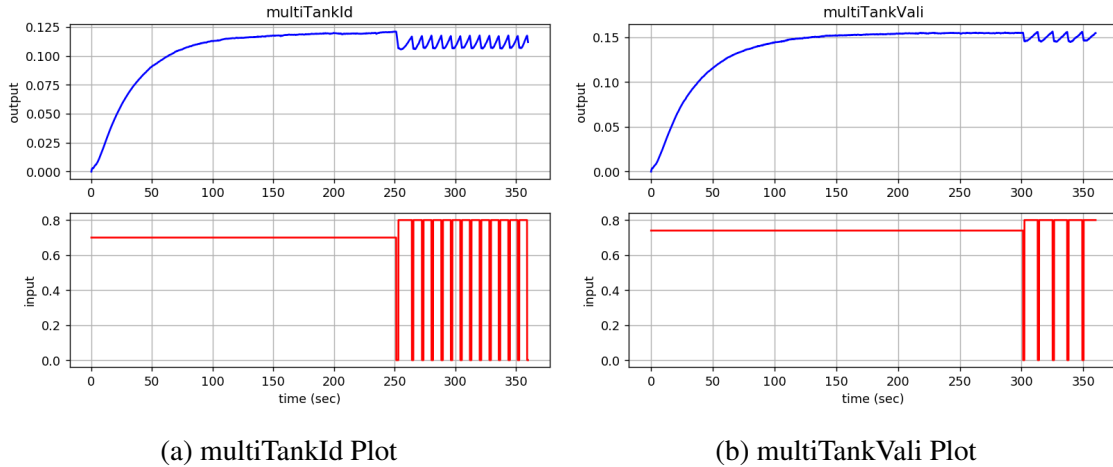 multiTankId
0.125
0.100
0.075
0.050
0.025
0.000
output
0 50 100 150 200 250 300 350
0.8
0.6
0.4
0.2
0.0
input
0 50 100 150 200 250 300 350
time (sec)
(a) multiTankId Plot
multiTankVali
0.15
0.10
0.05
0.00
output
0 50 100 150 200 250 300 350
0.8
0.6
0.4
0.2
0.0
input
0 50 100 150 200 250 300 350
time (sec)
(b) multiTankVali Plot